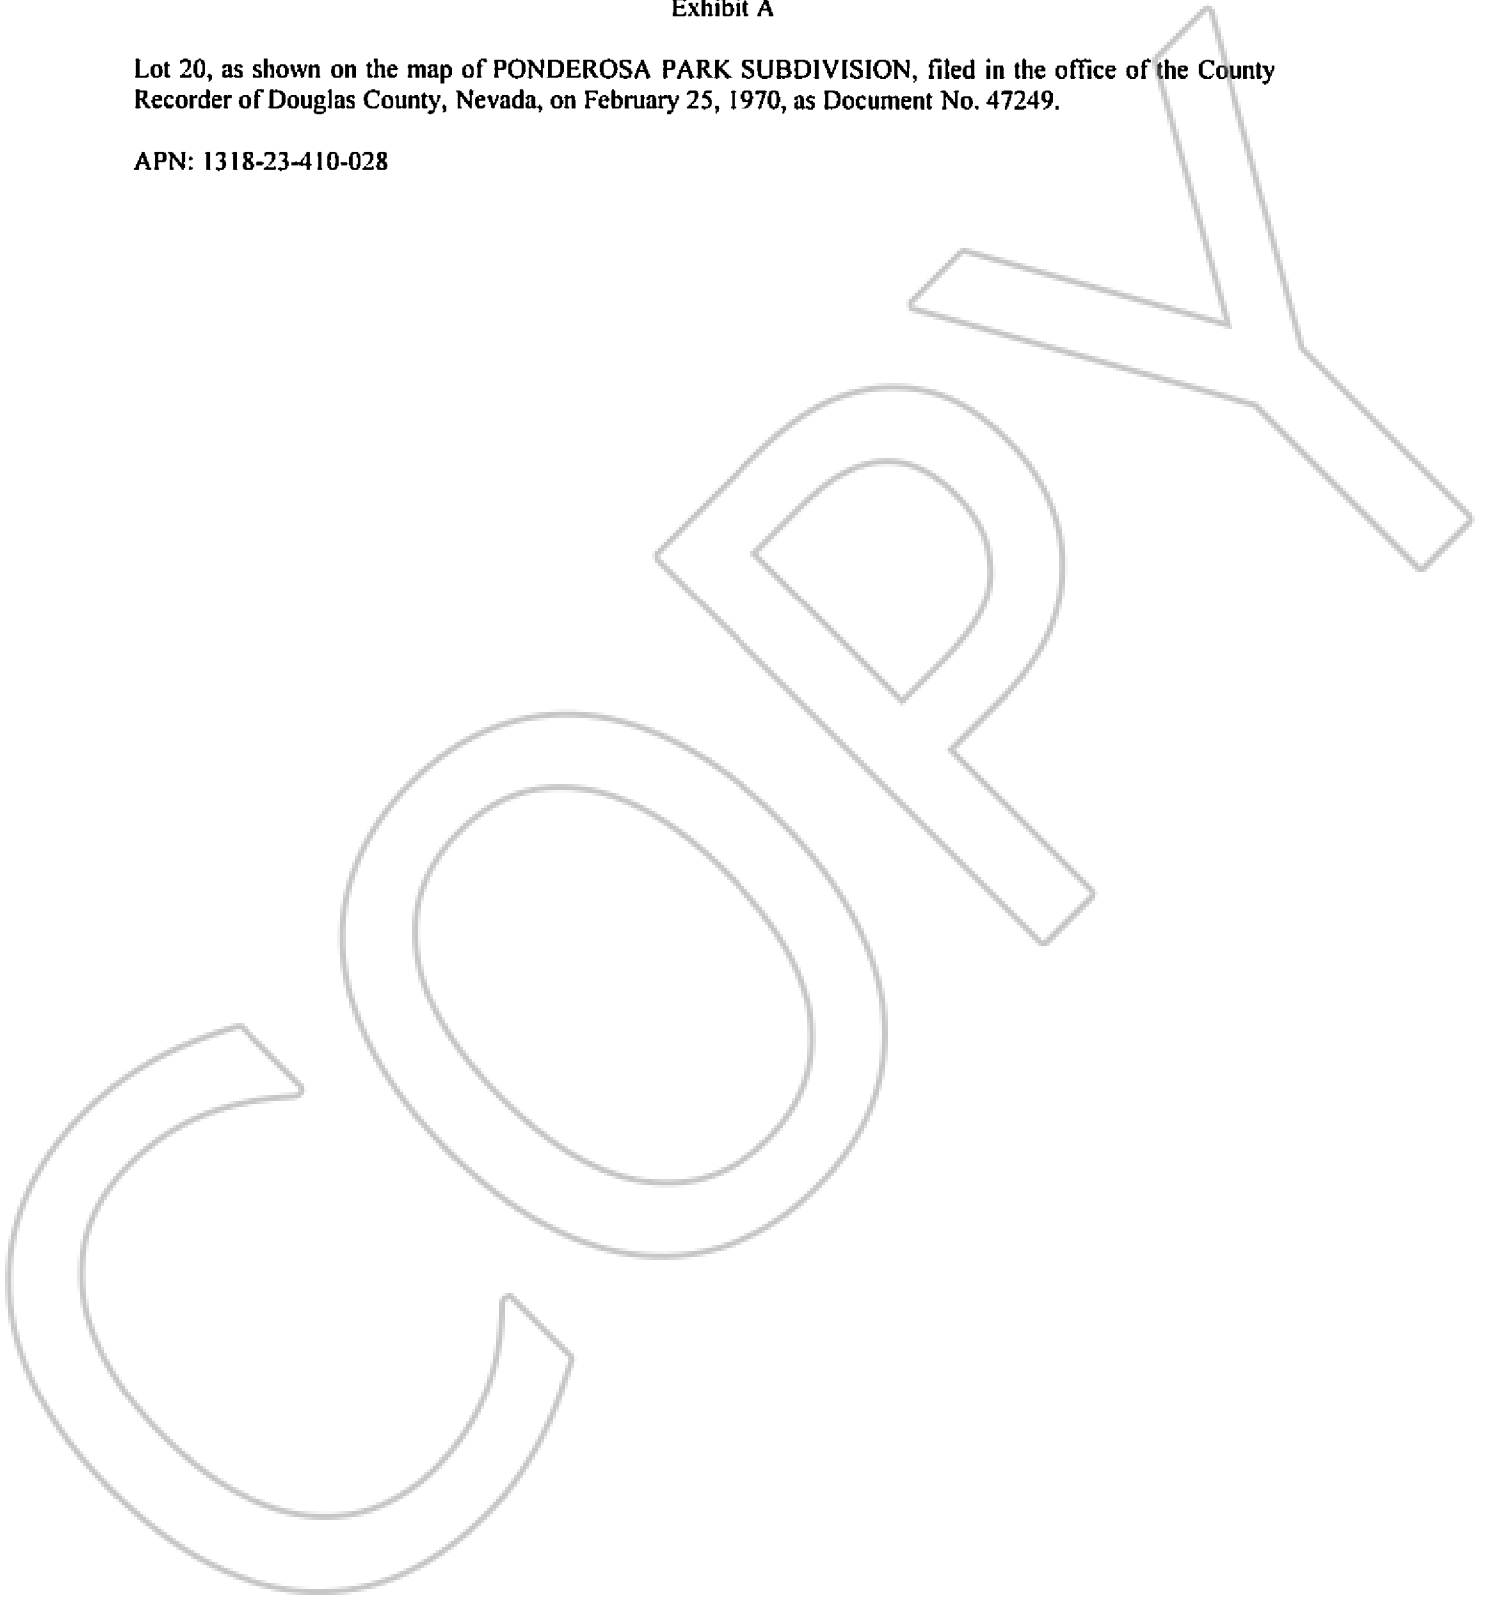 Exhibit A
Lot 20, as shown on the map of PONDEROSA PARK SUBDIVISION, filed in the office of the County
Recorder of Douglas County, Nevada, on February 25, 1970, as Document No. 47249.
APN: 1318-23-410-028
COPY